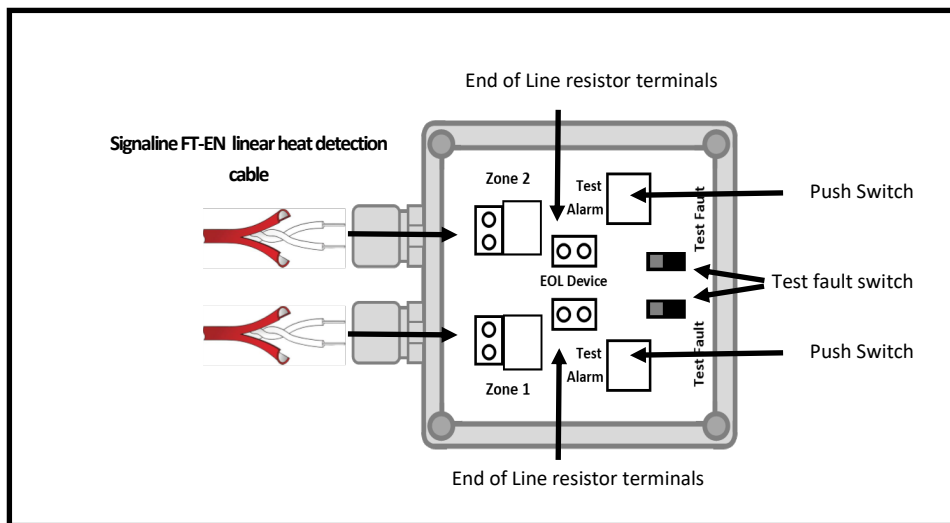 End of Line resistor terminals
Signaline FT-EN linear heat detection
cable
Zone 2
Test
Alarm
Test Fault
Push Switch
EOL Device
Test fault switch
Zone 1
Test
Alarm
Test Fault
Push Switch
End of Line resistor terminals